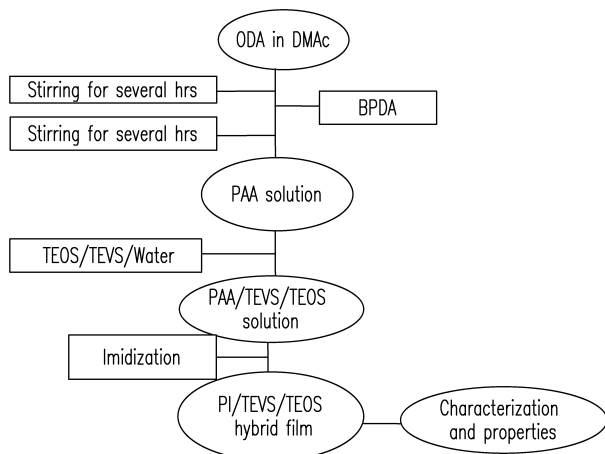 ODA in DMAc
Stirring for several hrs
BPDA
Stirring for several hrs
PAA solution
TEOS/TEVS/Water
PAA/TEVS/TEOS
solution
Imidization
PI/TEVS/TEOS
hybrid film
Characterization
and properties